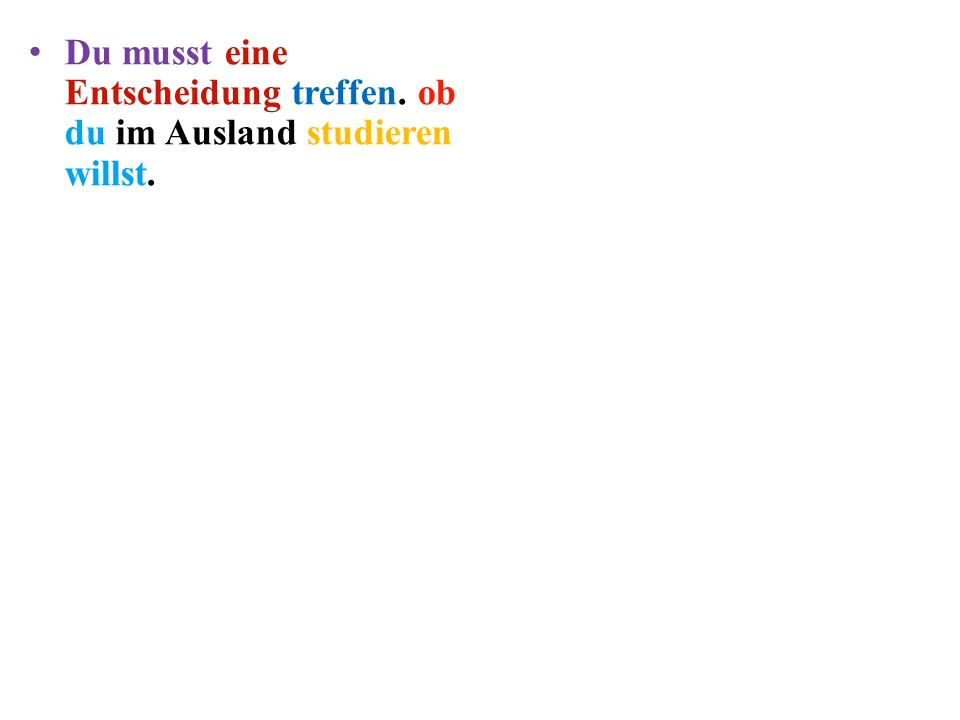 • Du musst eine
Entscheidung treffen. ob
du im Ausland studieren
willst.